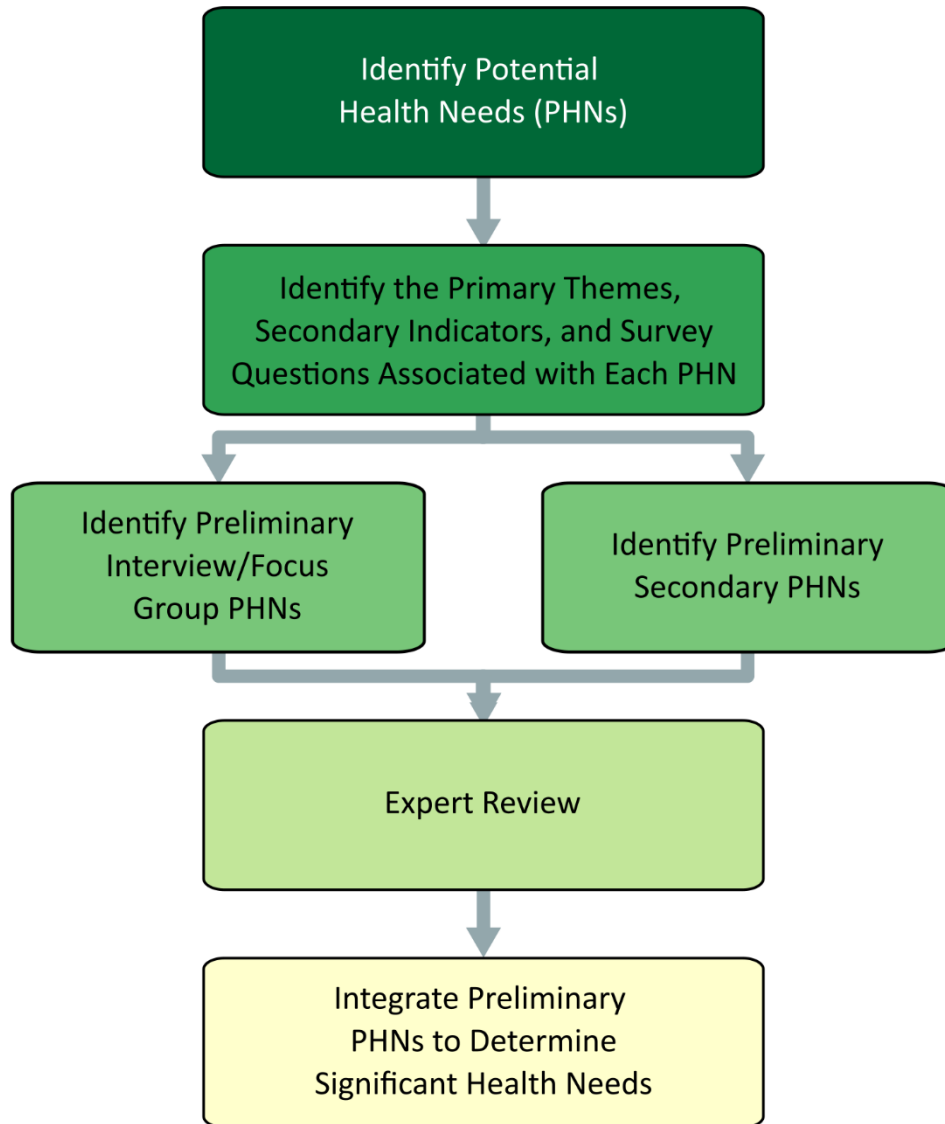 Identify Potential
Health Needs (PHNs)
Identify the Primary Themes,
Secondary Indicators, and Survey
Questions Associated with Each PHN
Identify Preliminary
Interview/Focus
Group PHNs
Identify Preliminary
Secondary PHNs
Expert Review
Integrate Preliminary
PHNs to Determine
Significant Health Needs